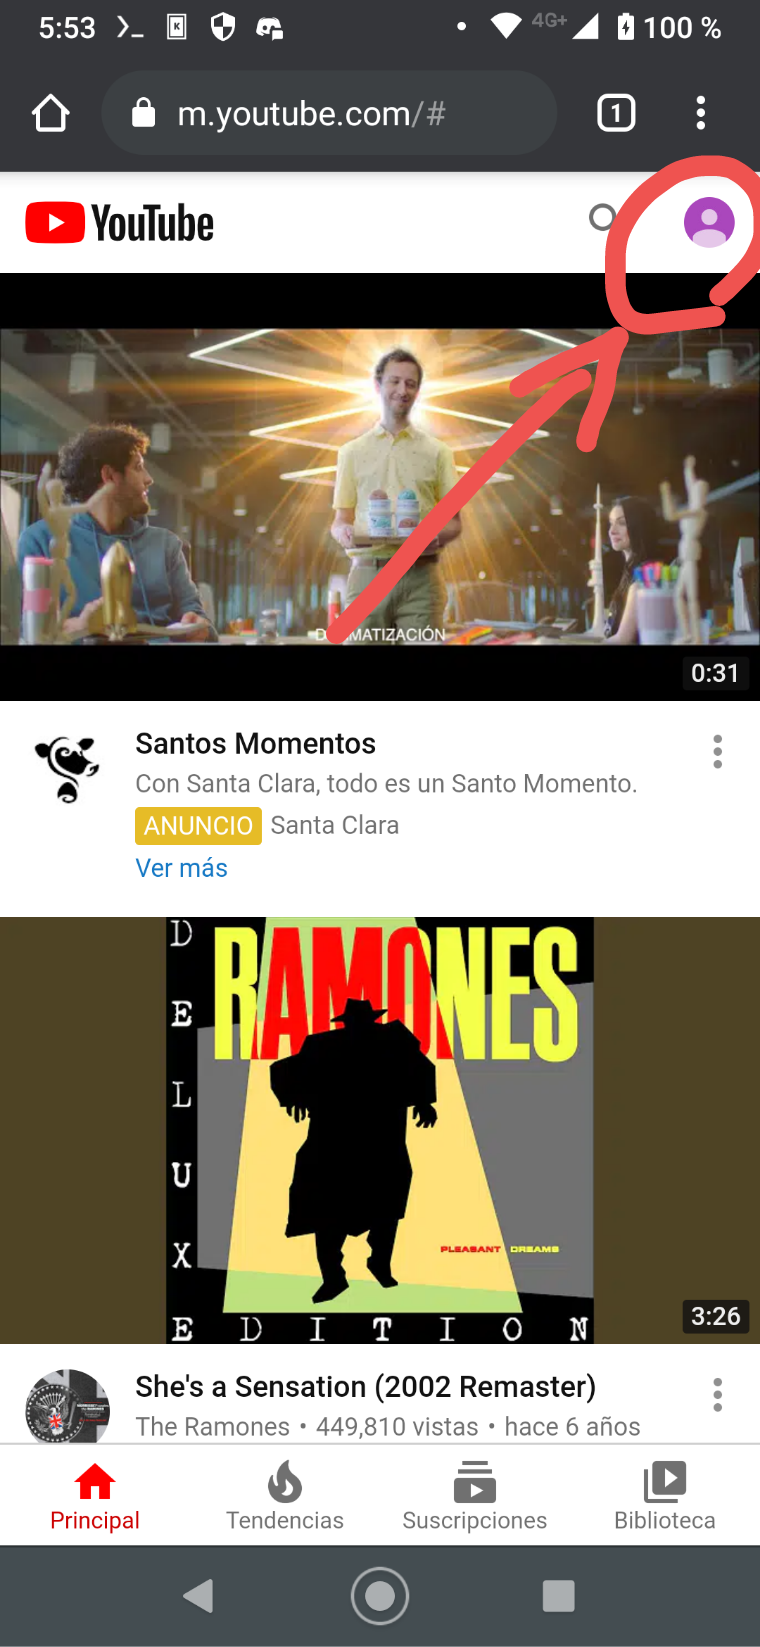 5:53
4G+
100 %
m.youtube.com/#
1
YouTube
0:31
Santos Momentos
Con Santa Clara, todo es un Santo Momento.
ANUNCIO Santa Clara
Ver más
RAMONES
DELUXE
EDITION
PLEASANT DREAMS
3:26
She's a Sensation (2002 Remaster)
The Ramones • 449,810 vistas • hace 6 años
Principal
Tendencias
Suscripciones
Biblioteca